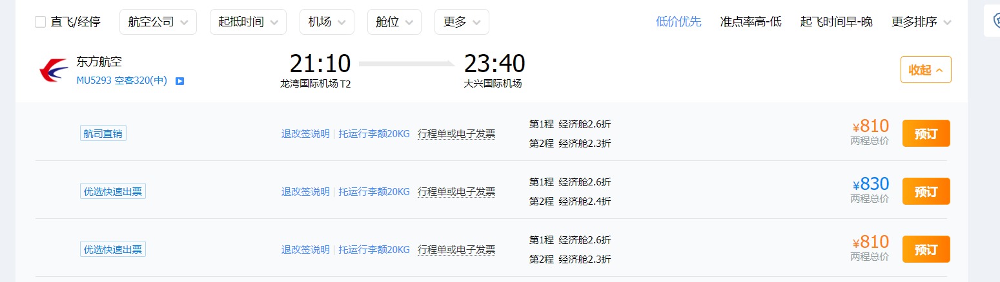 直飞/经停 航空公司 起抵时间 机场 舱位 更多 低价优先 准点率高-低 起飞时间早-晚 更多排序
东方航空 21:10 23:40 收起
MU5293 空客320(中) 龙湾国际机场 T2 大兴国际机场
第1程 经济舱2.6折 ¥810
航司直销 退改签说明 托运行李额20KG 行程单或电子发票 预订
第2程 经济舱2.3折 两程总价
第1程 经济舱2.6折 ¥830
优选快速出票 退改签说明 托运行李额20KG 行程单或电子发票 预订
第2程 经济舱2.4折 两程总价
第1程 经济舱2.6折 ¥810
优选快速出票 退改签说明 托运行李额20KG 行程单或电子发票 预订
第2程 经济舱2.3折 两程总价